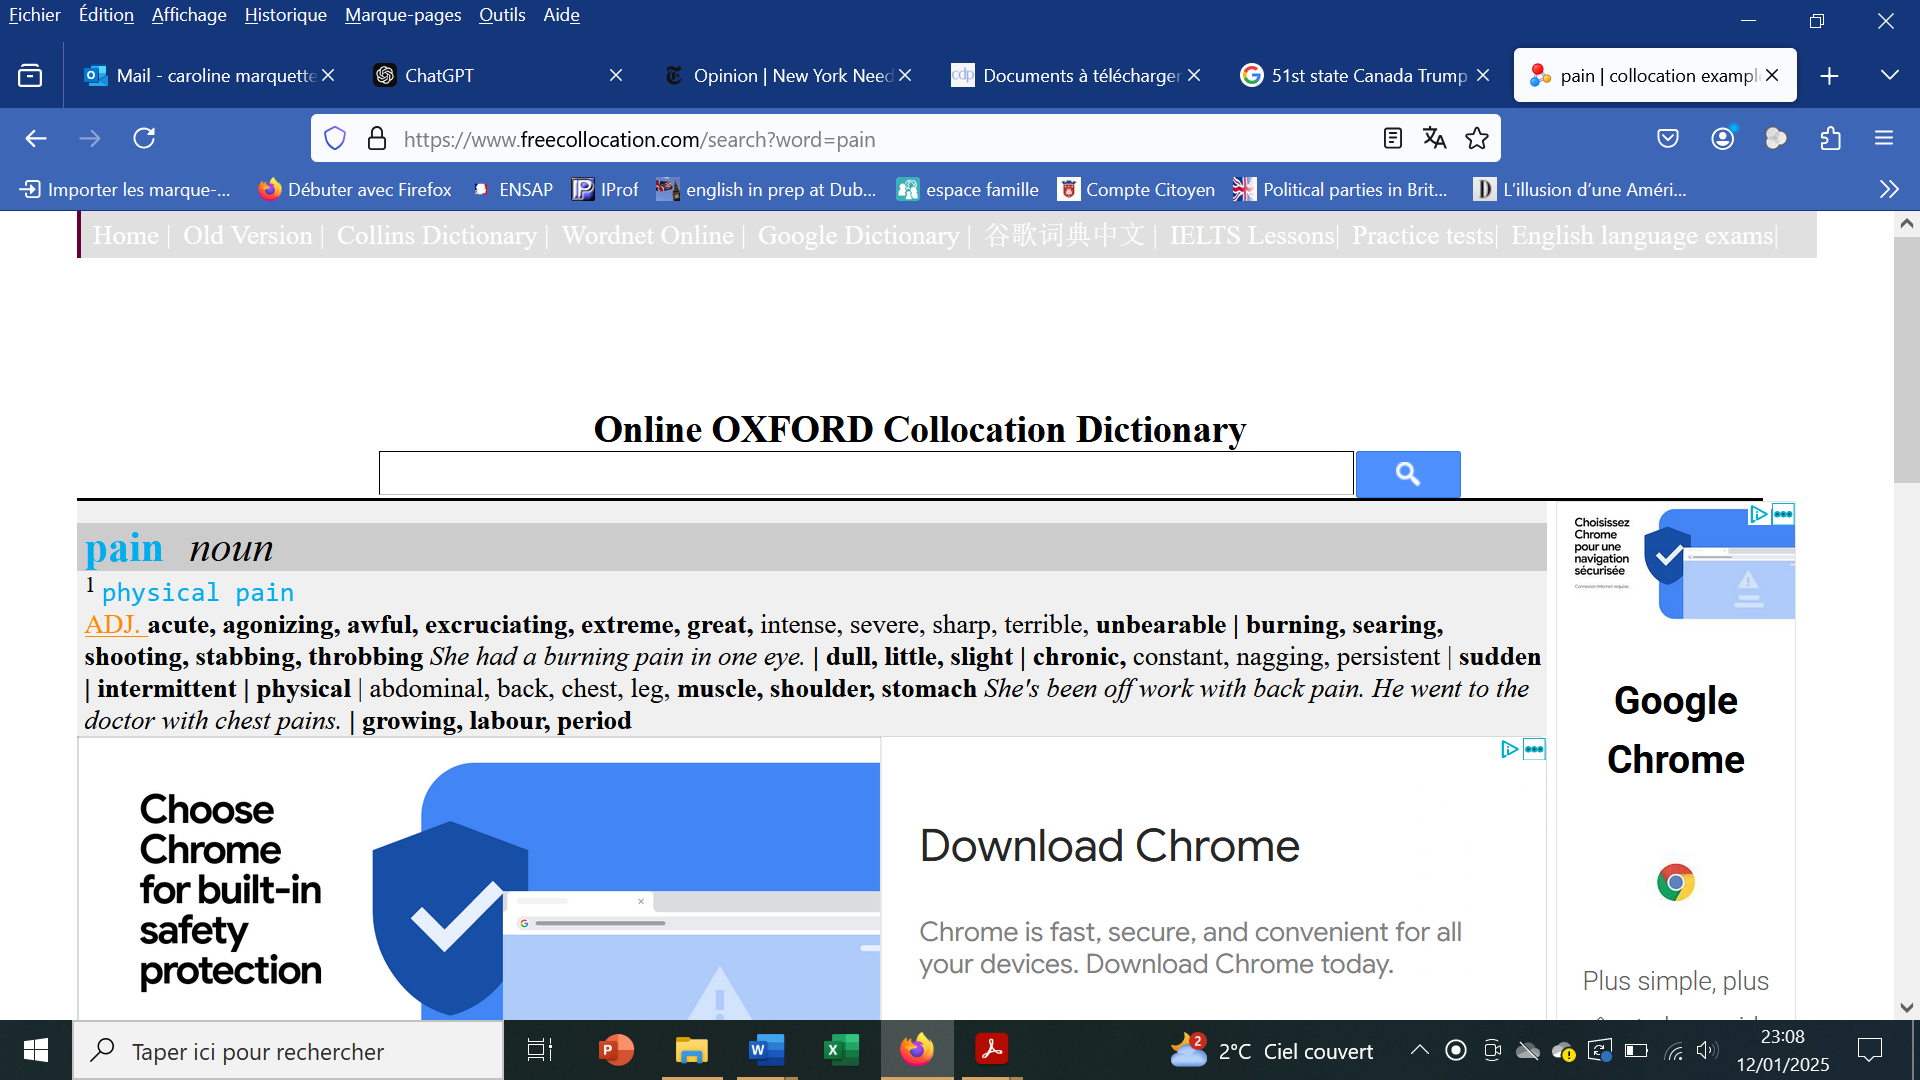 Fichier Édition Affichage Historique Marque-pages Outils Aide
Mail - caroline marquette
ChatGPT
Opinion | New York Need
Documents à télécharger
51st state Canada Trump
pain | collocation example
https://www.freecollocation.com/search?word=pain
Importer les marque-... Débuter avec Firefox ENSAP IProf english in prep at Dub... espace famille Compte Citoyen Political parties in Brit... L'illusion d'une Améri...
Home | Old Version | Collins Dictionary | Wordnet Online | Google Dictionary | 谷歌词典中文 | IELTS Lessons| Practice tests| English language exams|
Online OXFORD Collocation Dictionary
pain noun
1 physical pain
ADJ. acute, agonizing, awful, excruciating, extreme, great, intense, severe, sharp, terrible, unbearable | burning, searing,
shooting, stabbing, throbbing She had a burning pain in one eye. | dull, little, slight | chronic, constant, nagging, persistent | sudden
| intermittent | physical | abdominal, back, chest, leg, muscle, shoulder, stomach She's been off work with back pain. He went to the
doctor with chest pains. | growing, labour, period
Choose
Chrome
for built-in
safety
protection
Download Chrome
Chrome is fast, secure, and convenient for all
your devices. Download Chrome today.
Choisissez
Chrome
pour une
navigation
sécurisée
Google
Chrome
Plus simple, plus
Taper ici pour rechercher
2
2°C Ciel couvert
23:08
12/01/2025